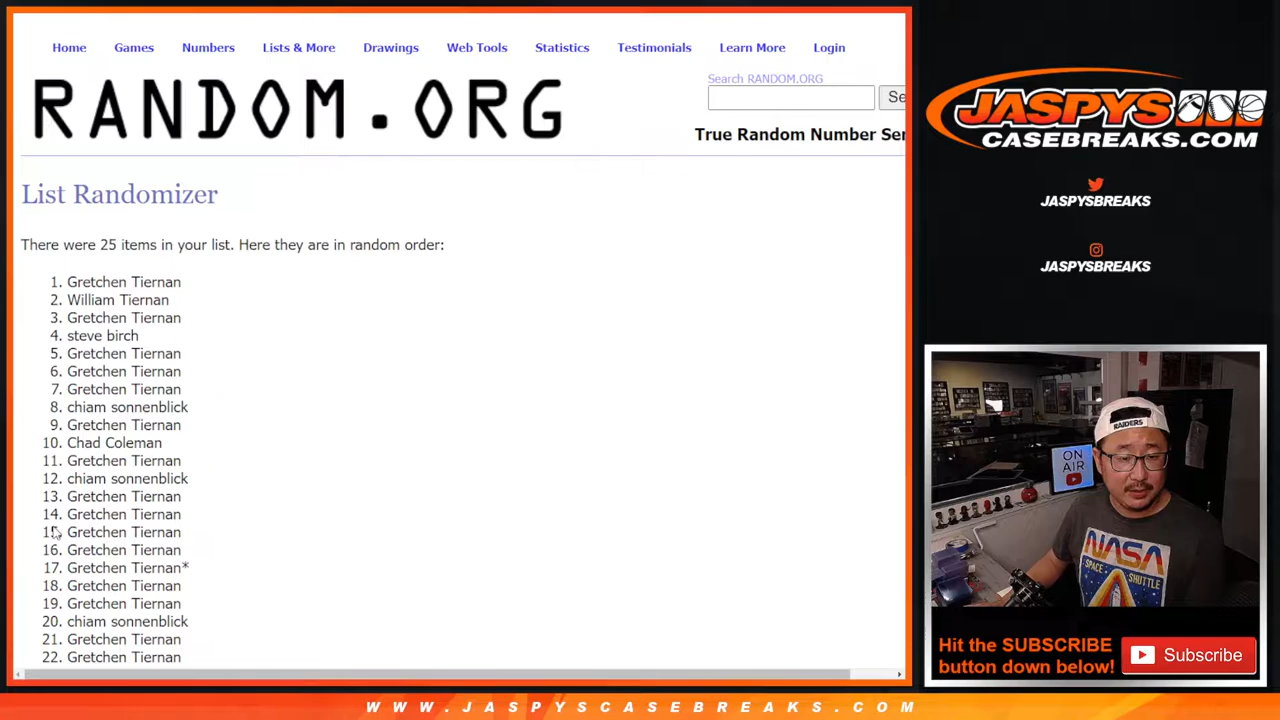 Home Games Numbers Lists & More Drawings Web Tools Statistics Testimonials Learn More Login
Search RANDOM.ORG
RANDOM.ORG
Se
True Random Number Ser
List Randomizer
There were 25 items in your list. Here they are in random order:
1. Gretchen Tiernan
2. William Tiernan
3. Gretchen Tiernan
4. steve birch
5. Gretchen Tiernan
6. Gretchen Tiernan
7. Gretchen Tiernan
8. chiam sonnenblick
9. Gretchen Tiernan
10. Chad Coleman
11. Gretchen Tiernan
12. chiam sonnenblick
13. Gretchen Tiernan
14. Gretchen Tiernan
15. Gretchen Tiernan
16. Gretchen Tiernan
17. Gretchen Tiernan*
18. Gretchen Tiernan
19. Gretchen Tiernan
20. chiam sonnenblick
21. Gretchen Tiernan
22. Gretchen Tiernan
JASPYS
CASEBREAKS.COM
JASPYSBREAKS
JASPYSBREAKS
RAIDERS
ON
AIR
NASA
SPACE SHUTTLE
Hit the SUBSCRIBE
button down below!
Subscribe
WWW.JASPYSCASEBREAKS.COM